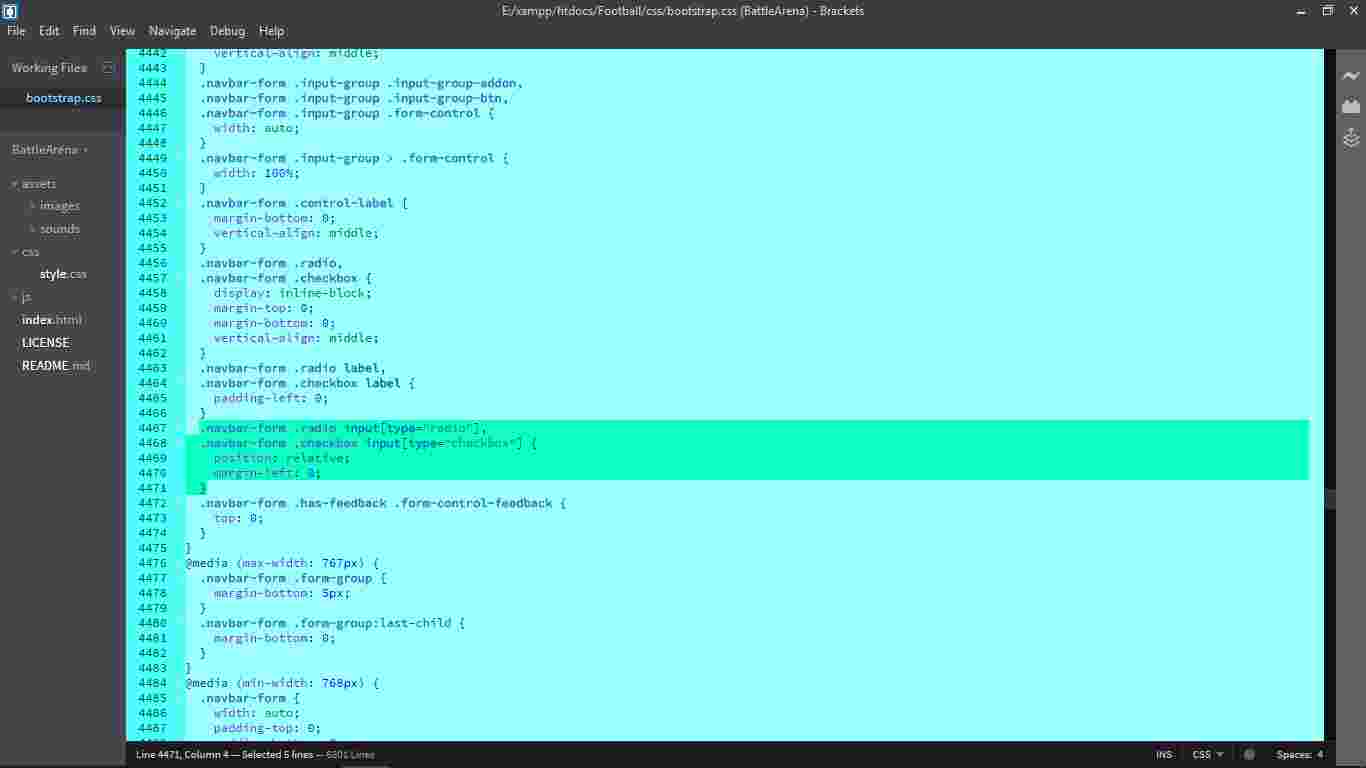 E:/xampp/htdocs/Football/css/bootstrap.css (BattleArena) - Brackets
File Edit Find View Navigate Debug Help
Working Files
bootstrap.css
BattleArena
assets
images
sounds
css
style.css
js
index.html
LICENSE
README.md
4442 vertical-align: middle;
4443 }
4444 .navbar-form .input-group .input-group-addon,
4445 .navbar-form .input-group .input-group-btn,
4446 .navbar-form .input-group .form-control {
4447 width: auto;
4448 }
4449 .navbar-form .input-group > .form-control {
4450 width: 100%;
4451 }
4452 .navbar-form .control-label {
4453 margin-bottom: 0;
4454 vertical-align: middle;
4455 }
4456 .navbar-form .radio,
4457 .navbar-form .checkbox {
4458 display: inline-block;
4459 margin-top: 0;
4460 margin-bottom: 0;
4461 vertical-align: middle;
4462 }
4463 .navbar-form .radio label,
4464 .navbar-form .checkbox label {
4465 padding-left: 0;
4466 }
4467 .navbar-form .radio input[type="radio"],
4468 .navbar-form .checkbox input[type="checkbox"] {
4469 position: relative;
4470 margin-left: 0;
4471 }
4472 .navbar-form .has-feedback .form-control-feedback {
4473 top: 0;
4474 }
4475 }
4476 @media (max-width: 767px) {
4477 .navbar-form .form-group {
4478 margin-bottom: 5px;
4479 }
4480 .navbar-form .form-group:last-child {
4481 margin-bottom: 0;
4482 }
4483 }
4484 @media (min-width: 768px) {
4485 .navbar-form {
4486 width: auto;
4487 padding-top: 0;
Line 4471, Column 4 — Selected 5 lines — 6801 Lines
INS CSS Spaces: 4